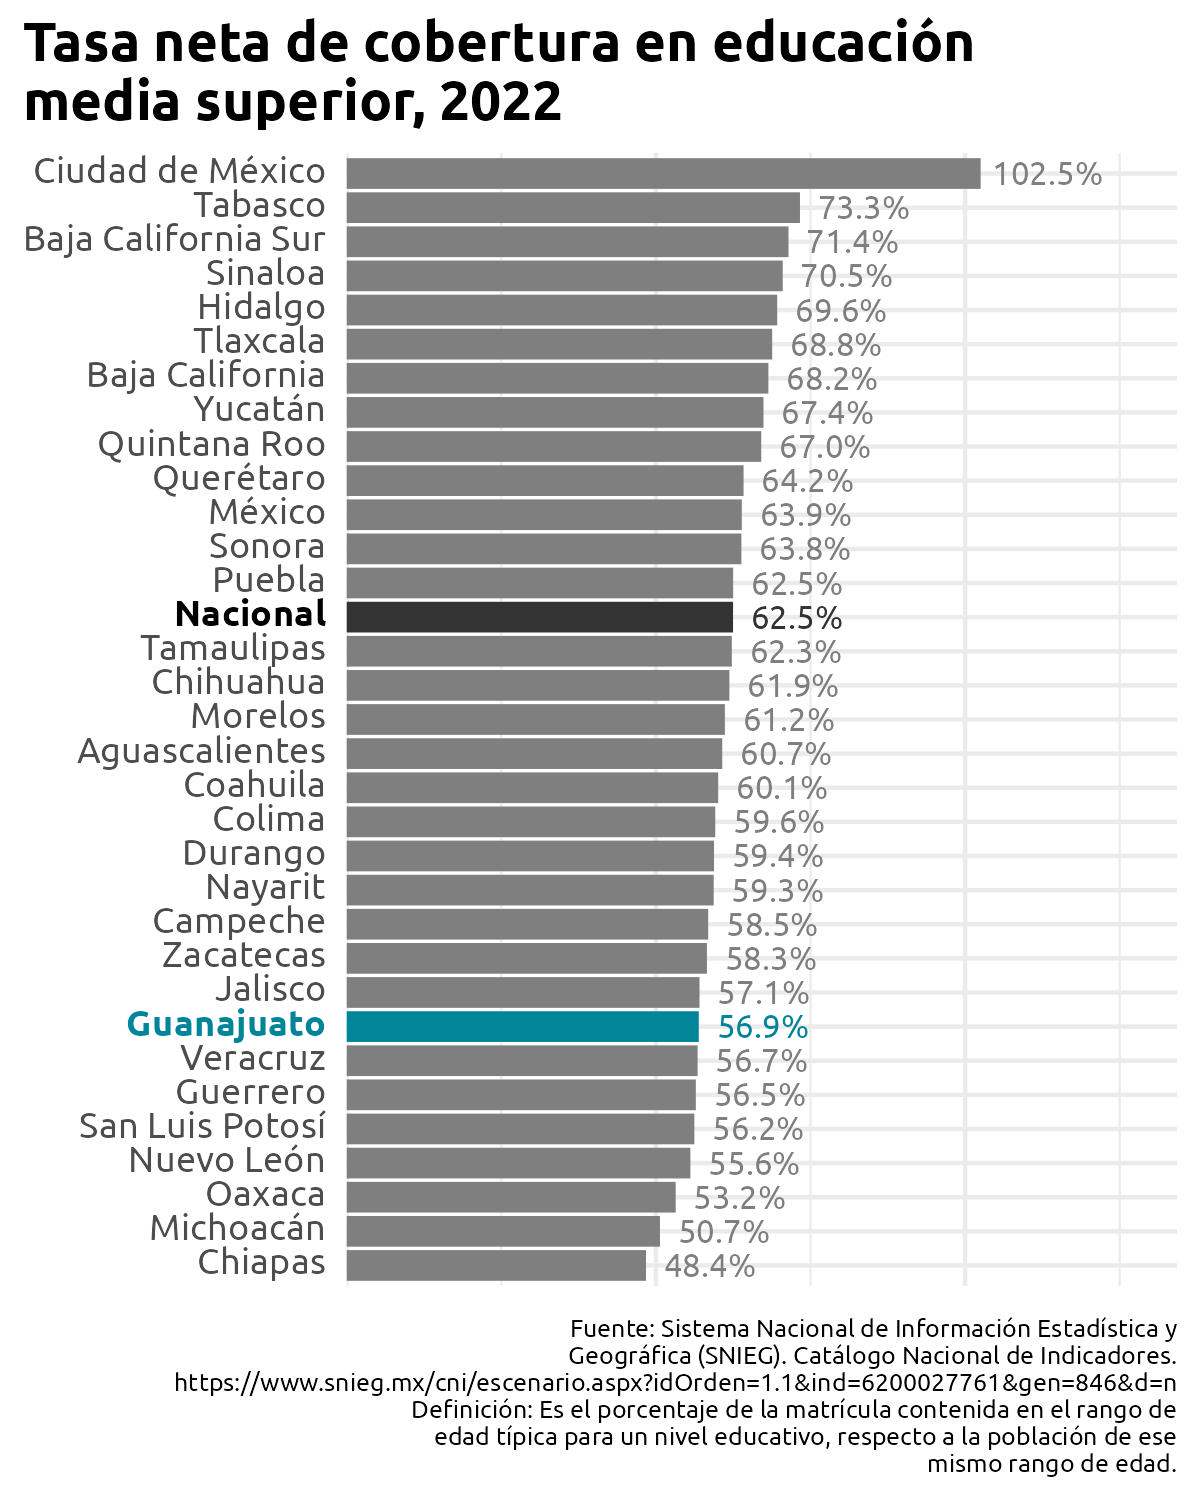 Tasa neta de cobertura en educación
media superior, 2022
Ciudad de México 102.5%
Tabasco 73.3%
Baja California Sur 71.4%
Sinaloa 70.5%
Hidalgo 69.6%
Tlaxcala 68.8%
Baja California 68.2%
Yucatán 67.4%
Quintana Roo 67.0%
Querétaro 64.2%
México 63.9%
Sonora 63.8%
Puebla 62.5%
Nacional 62.5%
Tamaulipas 62.3%
Chihuahua 61.9%
Morelos 61.2%
Aguascalientes 60.7%
Coahuila 60.1%
Colima 59.6%
Durango 59.4%
Nayarit 59.3%
Campeche 58.5%
Zacatecas 58.3%
Jalisco 57.1%
Guanajuato 56.9%
Veracruz 56.7%
Guerrero 56.5%
San Luis Potosí 56.2%
Nuevo León 55.6%
Oaxaca 53.2%
Michoacán 50.7%
Chiapas 48.4%
Fuente: Sistema Nacional de Información Estadística y
Geográfica (SNIEG). Catálogo Nacional de Indicadores.
https://www.snieg.mx/cni/escenario.aspx?idOrden=1.1&ind=6200027761&gen=846&d=n
Definición: Es el porcentaje de la matrícula contenida en el rango de
edad típica para un nivel educativo, respecto a la población de ese
mismo rango de edad.